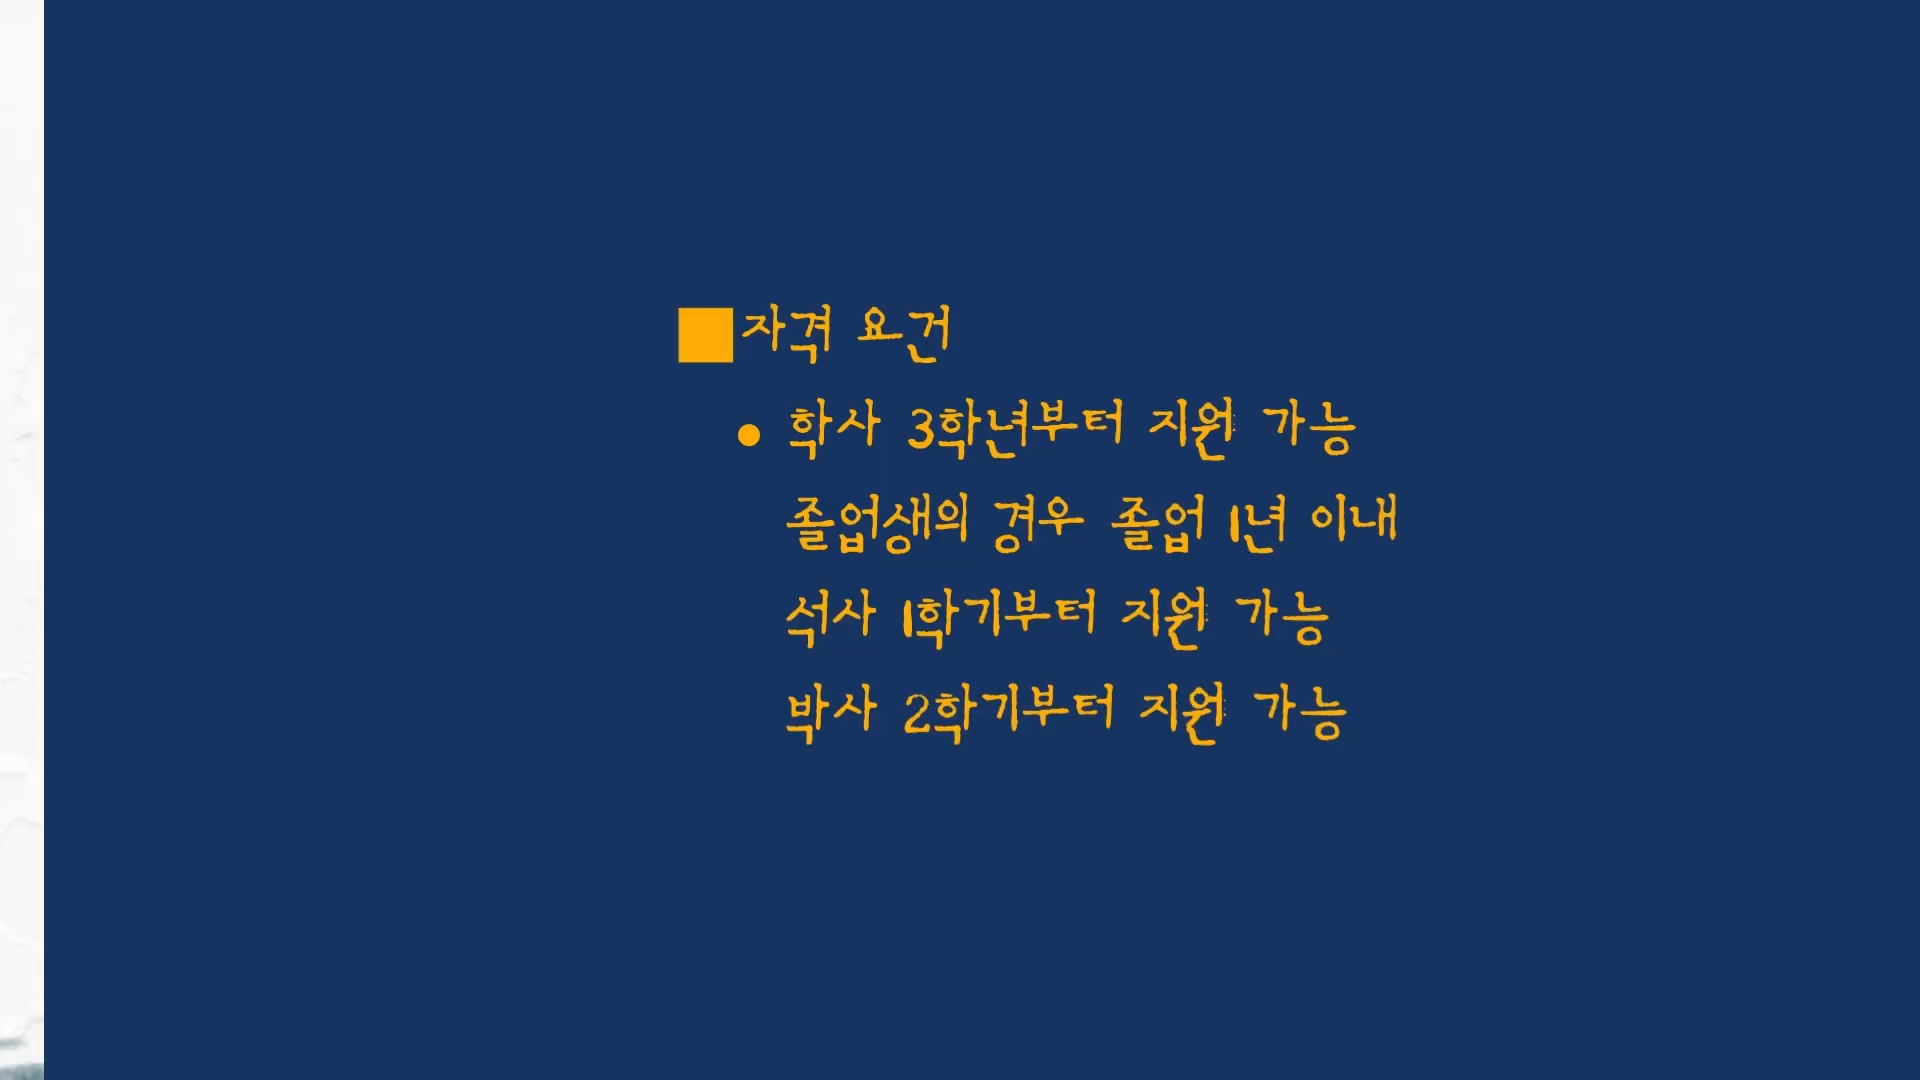 ■자격 요건
• 학사 3학년부터 지원 가능
졸업생의 경우 졸업 1년 이내
석사 1학기부터 지원 가능
박사 2학기부터 지원 가능